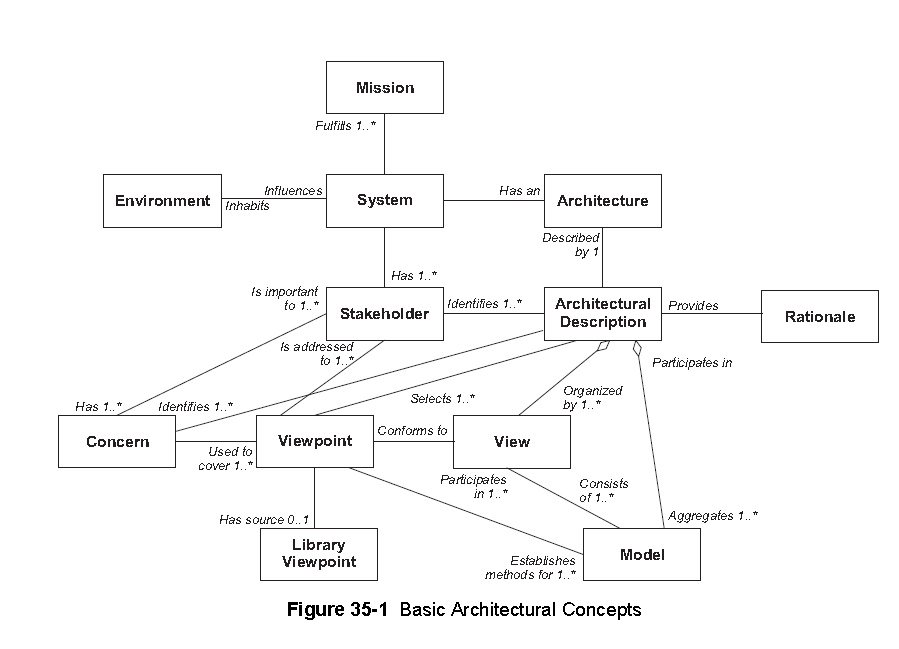 Mission
Fulfills 1..*
Environment
Influences
Inhabits
System
Has an
Architecture
Described
by 1
Has 1..*
Is important
to 1..*
Stakeholder
Identifies 1..*
Architectural
Description
Provides
Rationale
Is addressed
to 1..*
Participates in
Selects 1..*
Organized
by 1..*
Has 1..*
Identifies 1..*
Concern
Used to
cover 1..*
Viewpoint
Conforms to
View
Participates
in 1..*
Consists
of 1..*
Has source 0..1
Aggregates 1..*
Library
Viewpoint
Establishes
methods for 1..*
Model
Figure 35-1 Basic Architectural Concepts